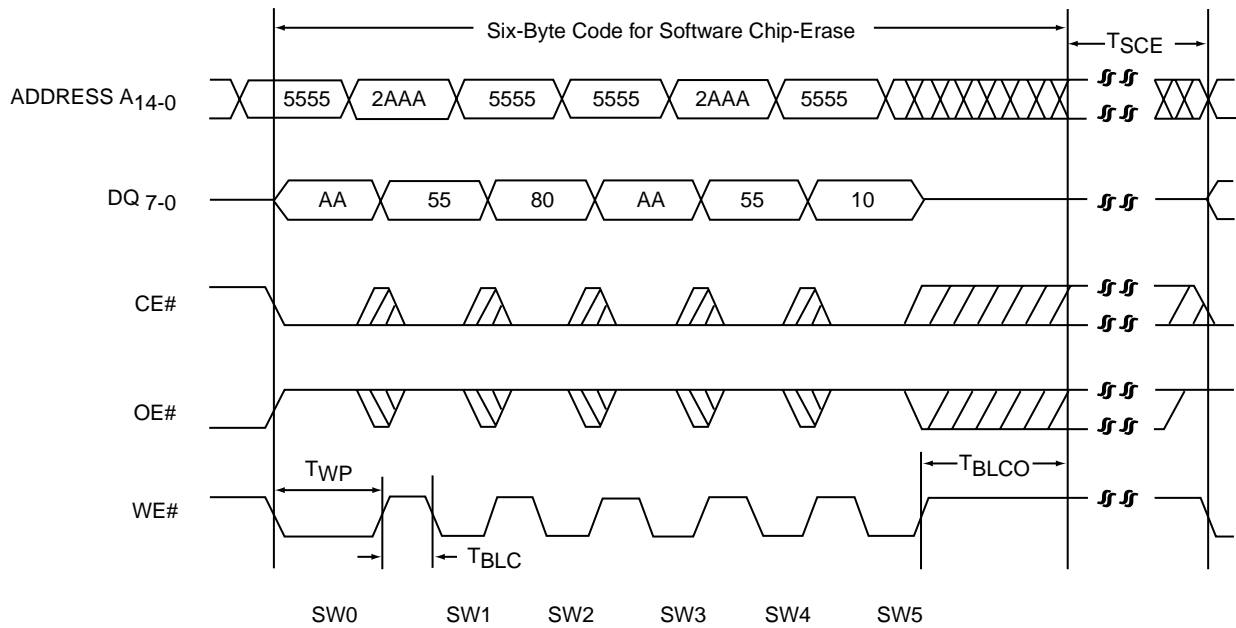 Six-Byte Code for Software Chip-Erase
TSCE
ADDRESS A14-0
5555 2AAA 5555 5555 2AAA 5555
DQ 7-0
AA 55 80 AA 55 10
CE#
OE#
TWP
TBLCO
WE#
TBLC
SW0 SW1 SW2 SW3 SW4 SW5